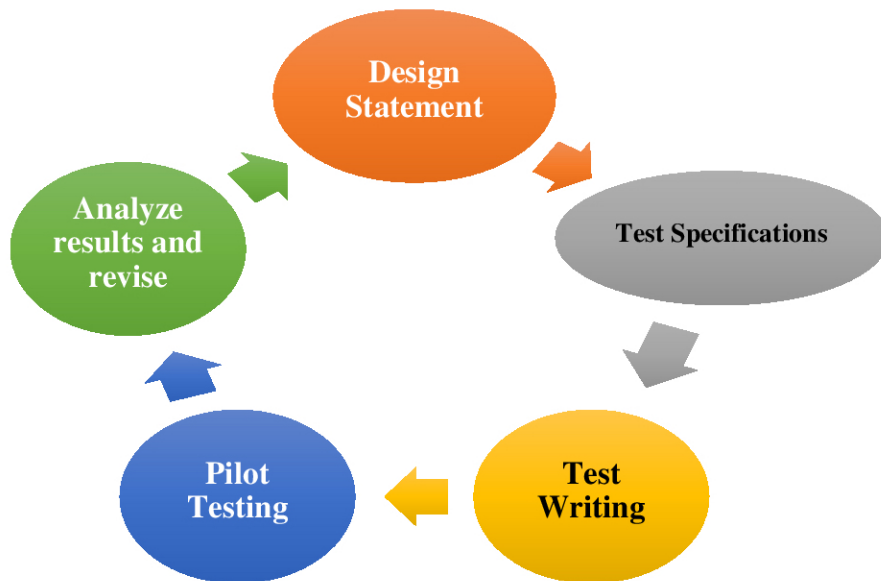 Design
Statement
Test Specifications
Test
Writing
Pilot
Testing
Analyze
results and
revise